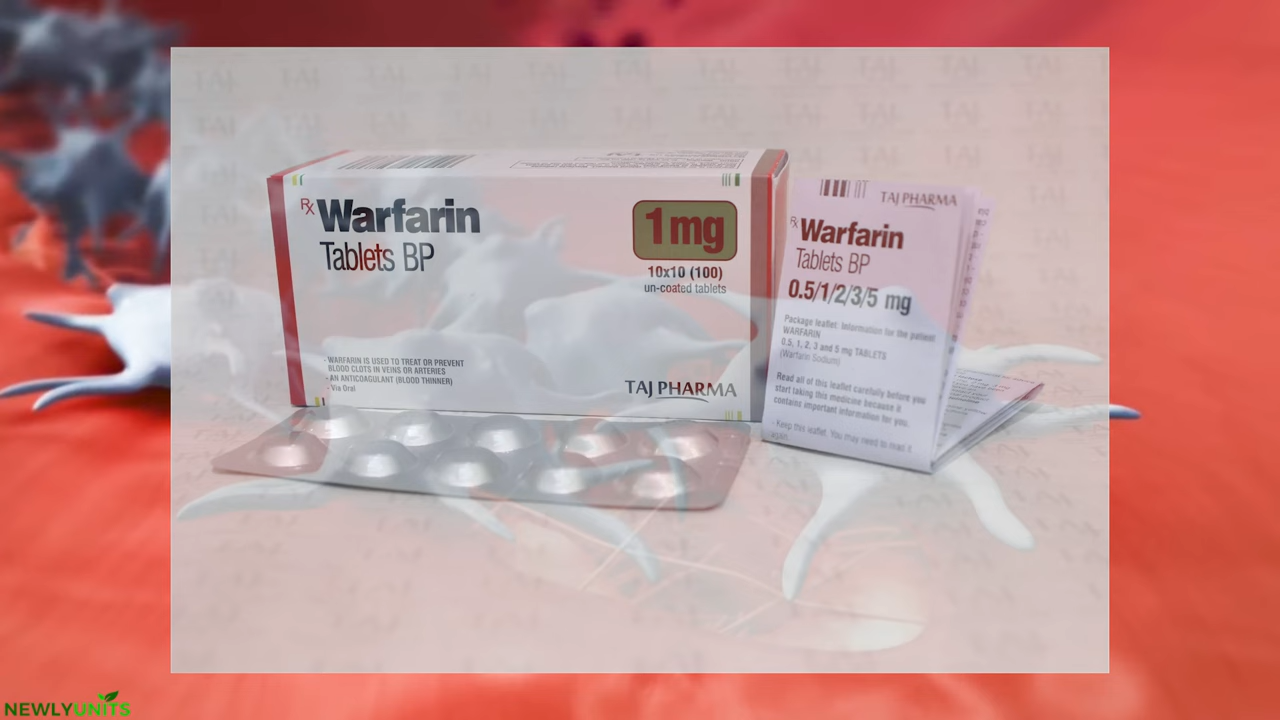 Rx
Warfarin
Tablets BP
1 mg
10x10 (100)
un-coated tablets
- WARFARIN IS USED TO TREAT OR PREVENT
BLOOD CLOTS IN VEINS OR ARTERIES
- AN ANTICOAGULANT (BLOOD THINNER)
- Via Oral
TAJ PHARMA
TAJ PHARMA
Rx
Warfarin
Tablets BP
0.5/1/2/3/5 mg
Package leaflet: Information for the patient
WARFARIN
0.5, 1, 2, 3 and 5 mg TABLETS
(Warfarin Sodium)
Read all of this leaflet carefully before you
start taking this medicine because it
contains important information for you.
- Keep this leaflet. You may need to read it
again.
NEWLYUNITS